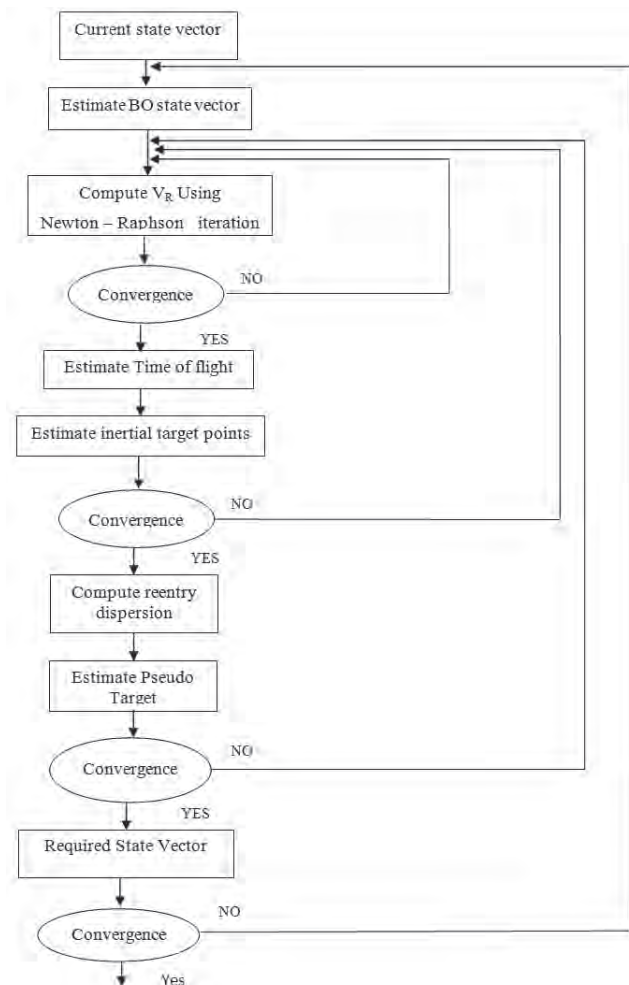 Current state vector
Estimate BO state vector
Compute VR Using
Newton – Raphson iteration
Convergence
NO
YES
Estimate Time of flight
Estimate inertial target points
Convergence
NO
YES
Compute reentry
dispersion
Estimate Pseudo
Target
Convergence
NO
YES
Required State Vector
Convergence
NO
Yes